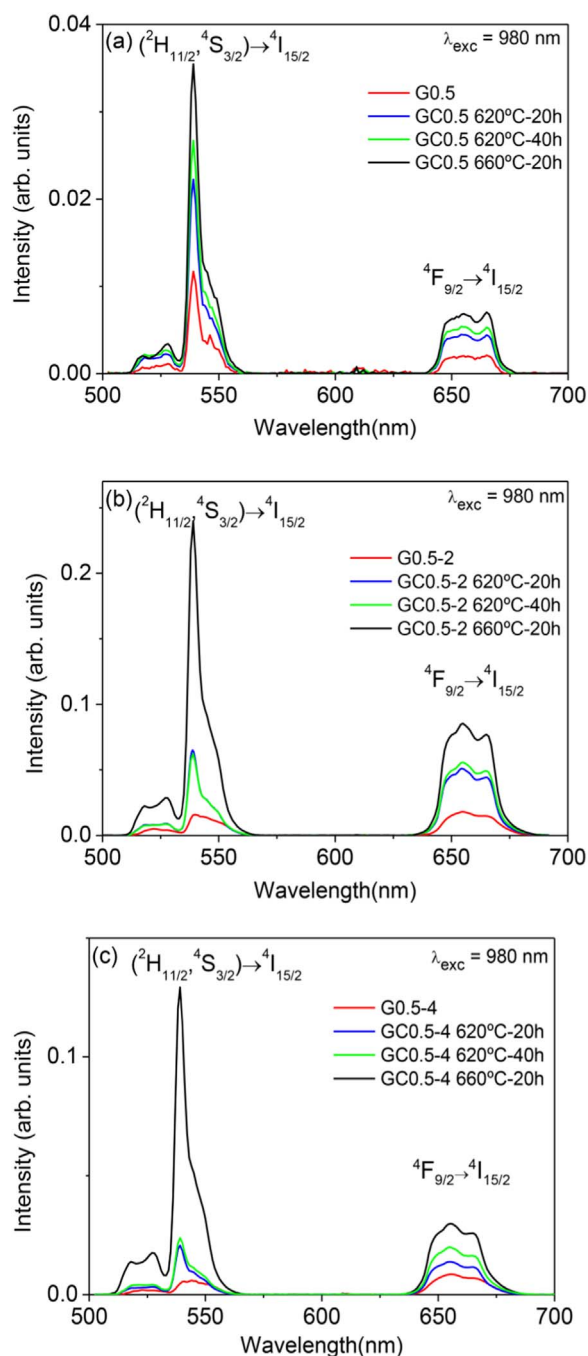 (a) (²H₁₁/₂,⁴S₃/₂)→⁴I₁₅/₂ λexc = 980 nm
G0.5
GC0.5 620ºC-20h
GC0.5 620ºC-40h
GC0.5 660ºC-20h
⁴F₉/₂→⁴I₁₅/₂
Intensity (arb. units)
0.04
0.02
0.00
500 550 600 650 700
Wavelength(nm)
(b) (²H₁₁/₂,⁴S₃/₂)→⁴I₁₅/₂ λexc = 980 nm
G0.5-2
GC0.5-2 620ºC-20h
GC0.5-2 620ºC-40h
GC0.5-2 660ºC-20h
⁴F₉/₂→⁴I₁₅/₂
Intensity (arb. units)
0.2
0.1
0.0
500 550 600 650 700
Wavelength(nm)
(c) (²H₁₁/₂,⁴S₃/₂)→⁴I₁₅/₂ λexc = 980 nm
G0.5-4
GC0.5-4 620ºC-20h
GC0.5-4 620ºC-40h
GC0.5-4 660ºC-20h
⁴F₉/₂→⁴I₁₅/₂
Intensity (arb. units)
0.1
0.0
500 550 600 650 700
Wavelength(nm)